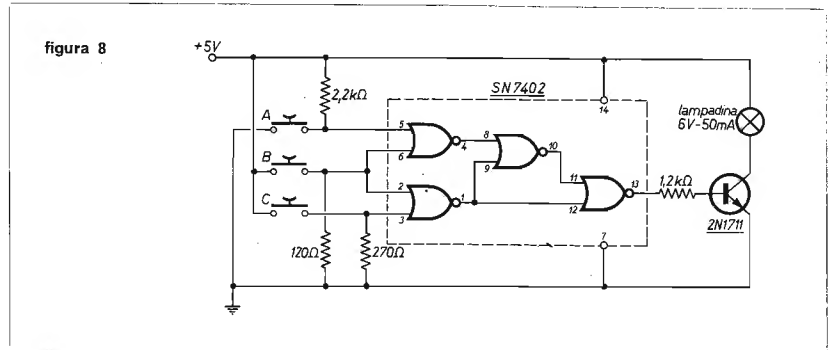 figura 8
+5V
2,2kΩ
SN7402
14
lampadina
6V-50mA
A
5
4
6
8
10
9
B
11
13
1,2kΩ
12
2
1
3
C
2N1711
120Ω
270Ω
7